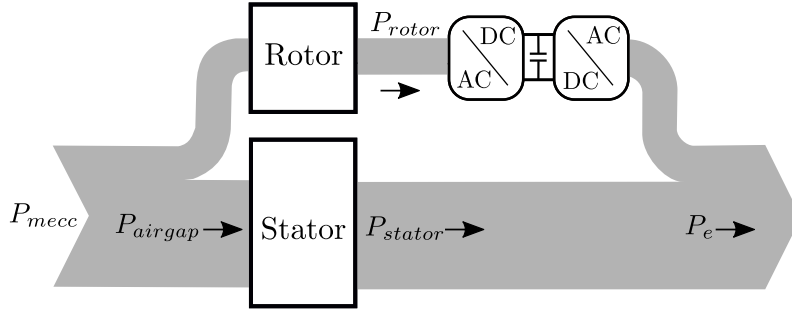 P_rotor
DC
AC
AC
DC
Rotor
P_mecc
P_airgap
Stator
P_stator
P_e